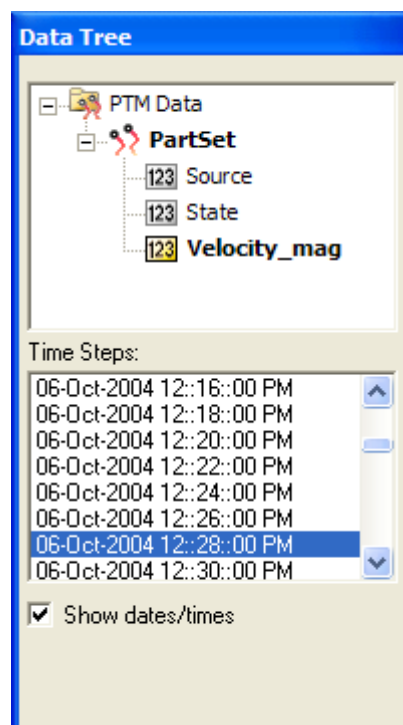 Data Tree
PTM Data
PartSet
123 Source
123 State
123 Velocity_mag
Time Steps:
06-Oct-2004 12::16::00 PM
06-Oct-2004 12::18::00 PM
06-Oct-2004 12::20::00 PM
06-Oct-2004 12::22::00 PM
06-Oct-2004 12::24::00 PM
06-Oct-2004 12::26::00 PM
06-Oct-2004 12::28::00 PM
06-Oct-2004 12::30::00 PM
Show dates/times